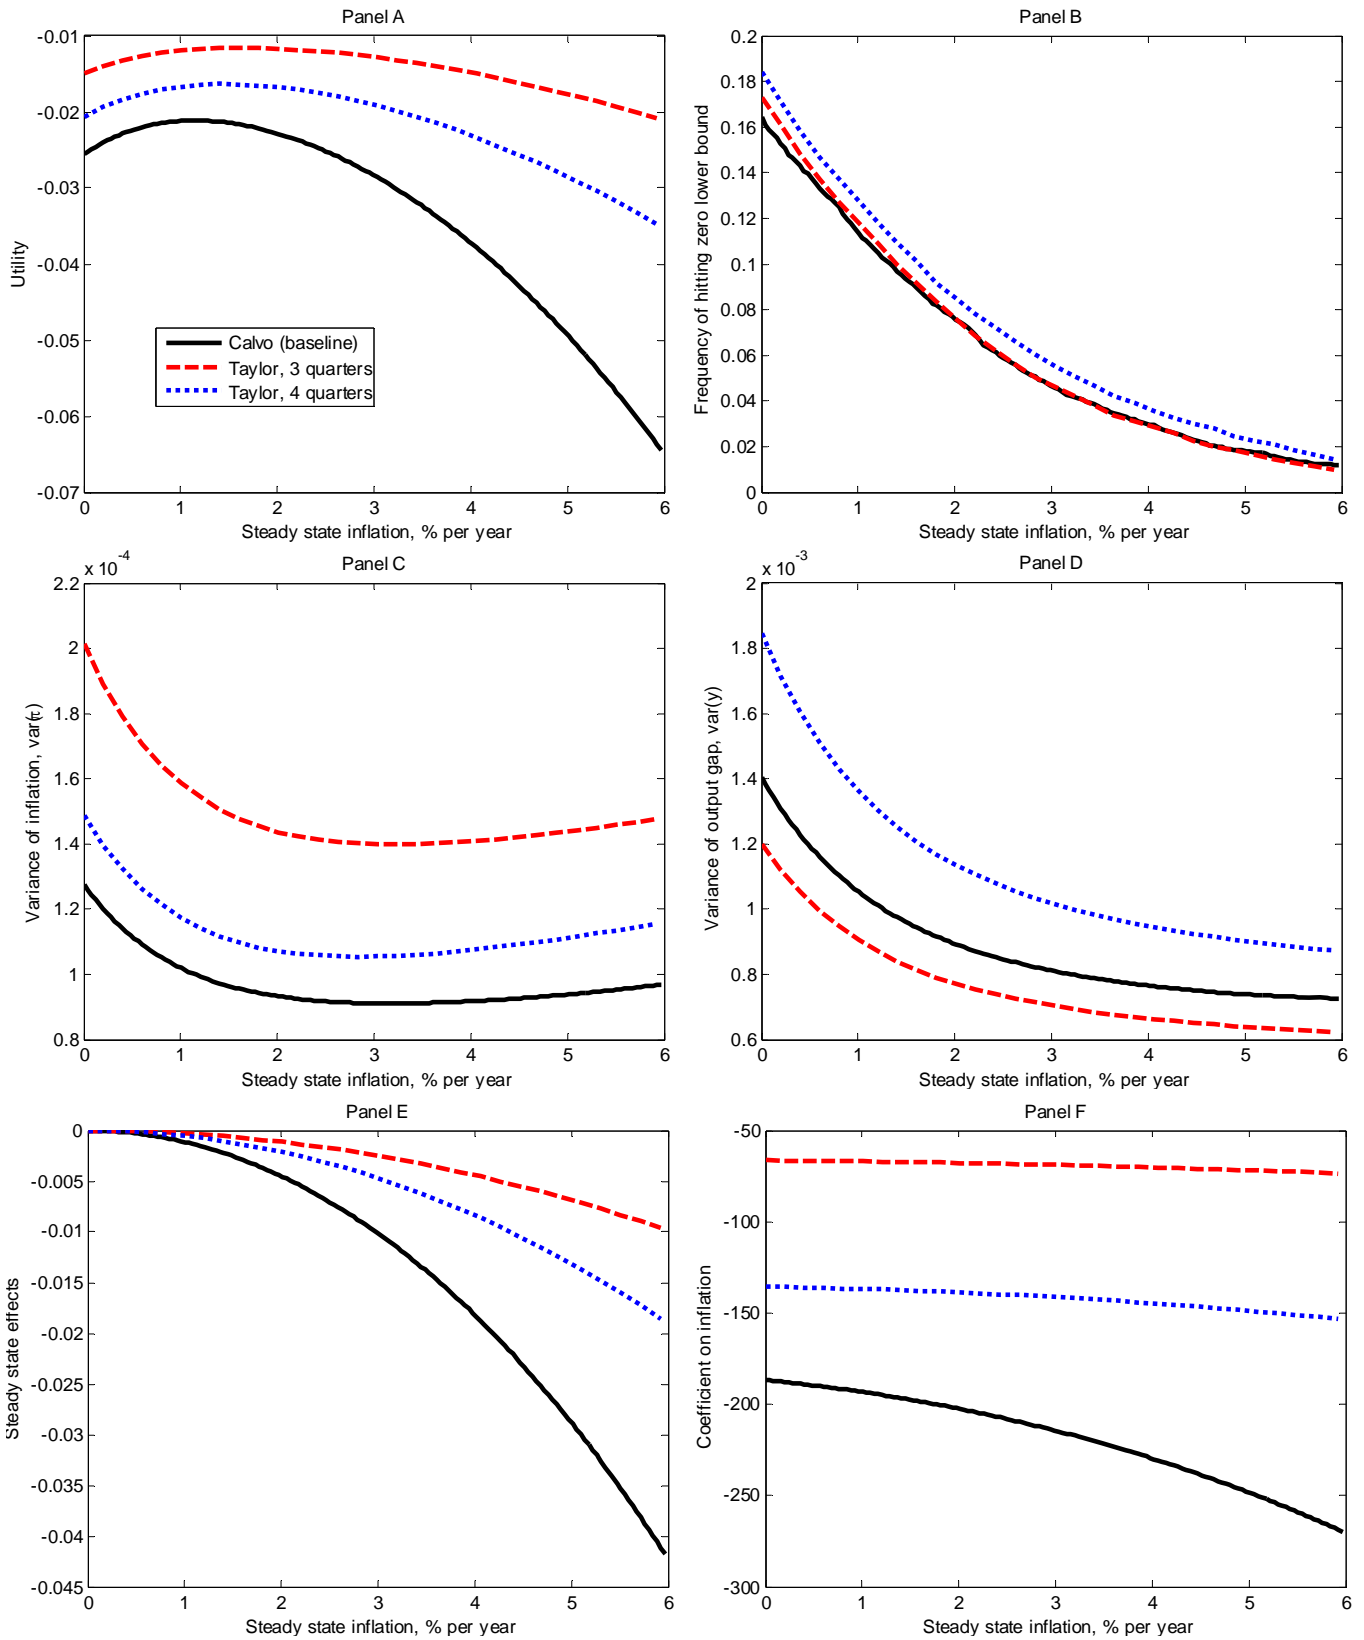 Panel A
-0.01
-0.02
-0.03
-0.04
-0.05
-0.06
-0.07
Utility
Calvo (baseline)
Taylor, 3 quarters
Taylor, 4 quarters
0 1 2 3 4 5 6
Steady state inflation, % per year
Panel B
0.2
0.18
0.16
0.14
0.12
0.1
0.08
0.06
0.04
0.02
0
Frequency of hitting zero lower bound
0 1 2 3 4 5 6
Steady state inflation, % per year
Panel C
x 10^-4
2.2
2
1.8
1.6
1.4
1.2
1
0.8
Variance of inflation, var(π)
0 1 2 3 4 5 6
Steady state inflation, % per year
Panel D
x 10^-3
2
1.8
1.6
1.4
1.2
1
0.8
0.6
Variance of output gap, var(y)
0 1 2 3 4 5 6
Steady state inflation, % per year
Panel E
0
-0.005
-0.01
-0.015
-0.02
-0.025
-0.03
-0.035
-0.04
-0.045
Steady state effects
0 1 2 3 4 5 6
Steady state inflation, % per year
Panel F
-50
-100
-150
-200
-250
-300
Coefficient on inflation
0 1 2 3 4 5 6
Steady state inflation, % per year